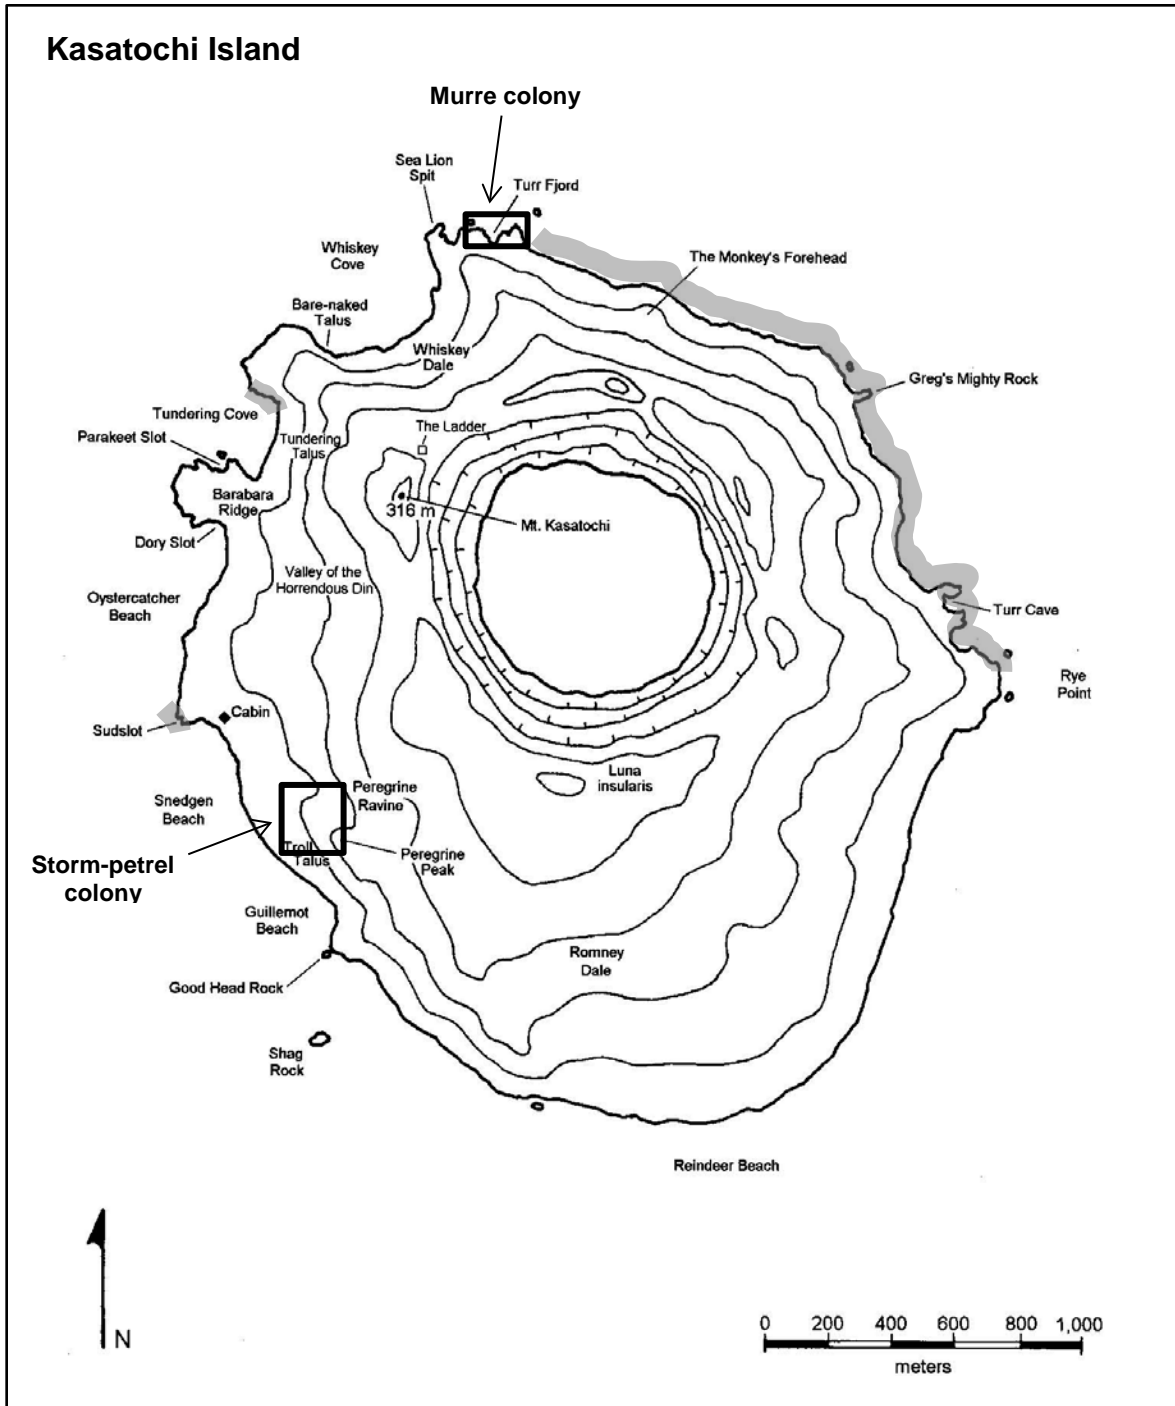 Kasatochi Island
Murre colony
Sea Lion
Spit
Turr Fjord
Whiskey
Cove
The Monkey's Forehead
Bare-naked
Talus
Whiskey
Dale
Greg's Mighty Rock
Tundering Cove
Parakeet Slot
The Ladder
Tundering
Talus
Barabara
Ridge
316 m
Mt. Kasatochi
Dory Slot
Valley of the
Horrendous Din
Oystercatcher
Beach
Turr Cave
Rye
Point
Cabin
Sudslot
Luna
insularis
Snedgen
Beach
Peregrine
Ravine
Troll
Talus
Peregrine
Peak
Storm-petrel
colony
Guillemot
Beach
Romney
Dale
Good Head Rock
Shag
Rock
Reindeer Beach
N
0 200 400 600 800 1,000
meters